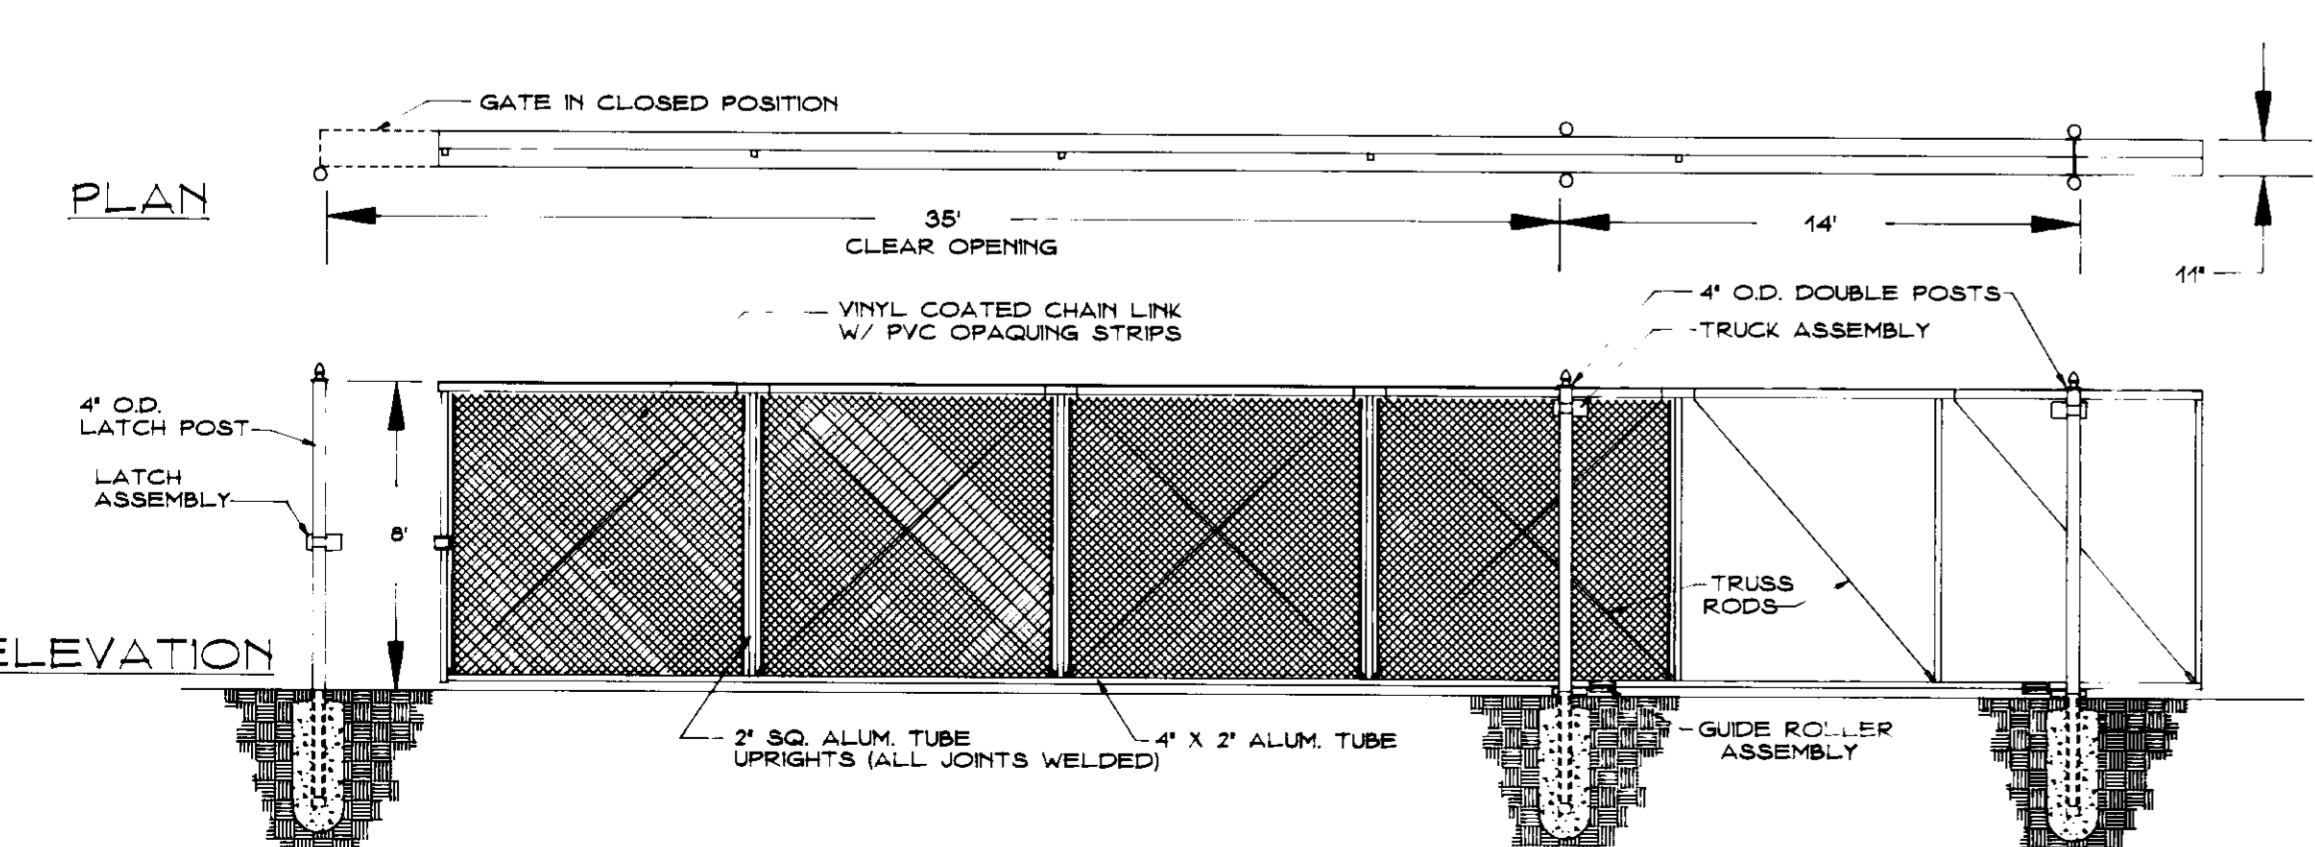 GATE IN CLOSED POSITION
PLAN
35'
CLEAR OPENING
14'
11"
VINYL COATED CHAIN LINK
W/ PVC OPAQUING STRIPS
4" O.D. DOUBLE POSTS
TRUCK ASSEMBLY
4" O.D.
LATCH POST
LATCH
ASSEMBLY
8'
TRUSS
RODS
ELEVATION
2" SQ. ALUM. TUBE
UPRIGHTS (ALL JOINTS WELDED)
4" X 2" ALUM. TUBE
GUIDE ROLLER
ASSEMBLY